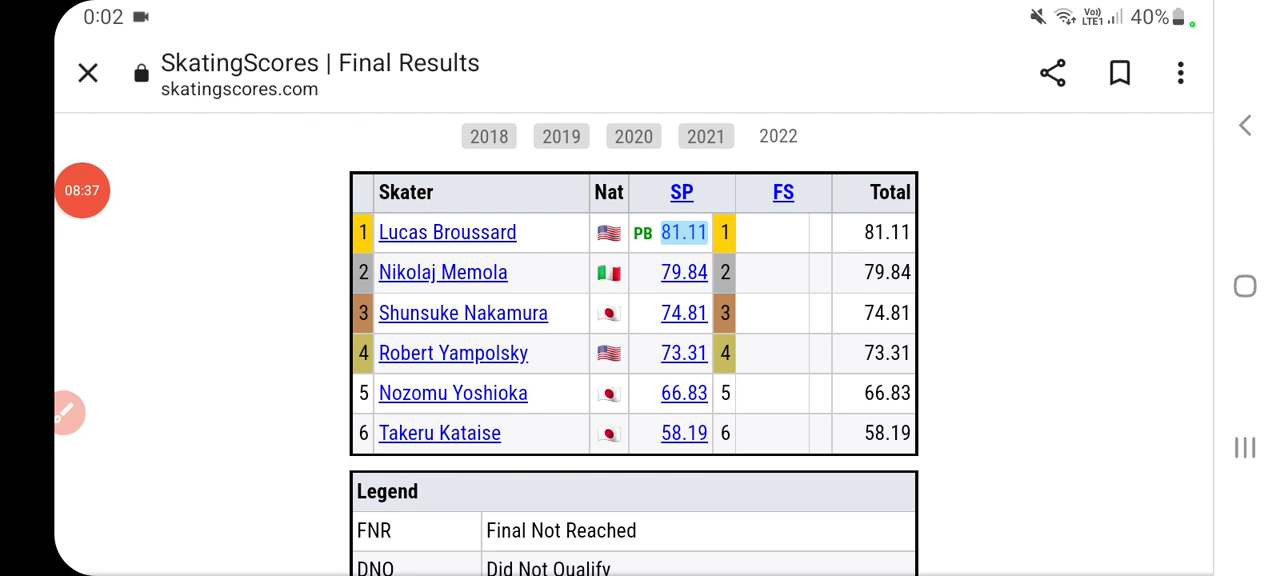 0:02 Vo)) LTE1 40%
SkatingScores | Final Results
skatingscores.com
2018 2019 2020 2021 2022
08:37
Skater Nat SP FS Total
1 Lucas Broussard PB 81.11 1 81.11
2 Nikolaj Memola 79.84 2 79.84
3 Shunsuke Nakamura 74.81 3 74.81
4 Robert Yampolsky 73.31 4 73.31
5 Nozomu Yoshioka 66.83 5 66.83
6 Takeru Kataise 58.19 6 58.19
Legend
FNR Final Not Reached
DNQ Did Not Qualify